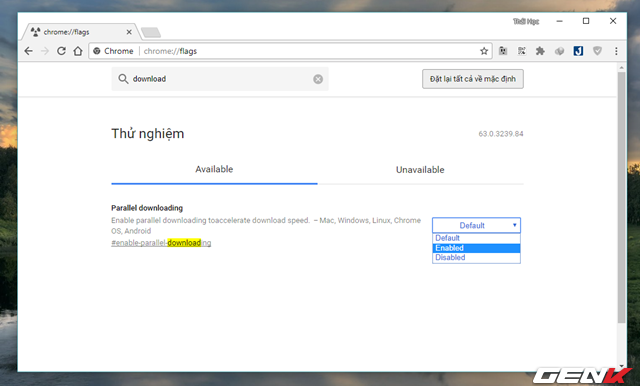 chrome://flags
Thái Học
Chrome
chrome://flags
download
Đặt lại tất cả về mặc định
Thử nghiệm
63.0.3239.84
Available
Unavailable
Parallel downloading
Enable parallel downloading toaccelerate download speed. – Mac, Windows, Linux, Chrome
OS, Android
#enable-parallel-downloading
Default
Default
Enabled
Disabled
GENK